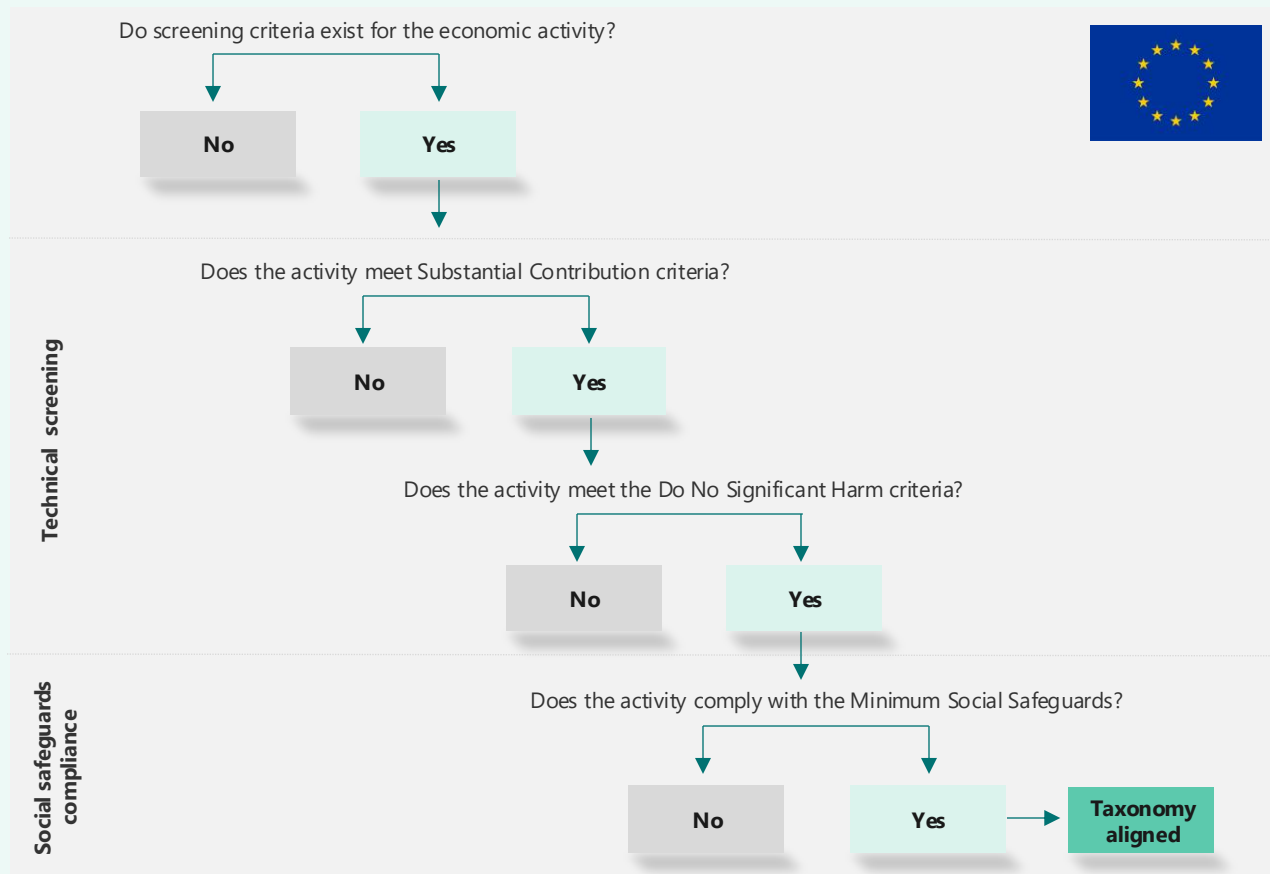 Do screening criteria exist for the economic activity?
No
Yes
Technical screening
Does the activity meet Substantial Contribution criteria?
No
Yes
Does the activity meet the Do No Significant Harm criteria?
No
Yes
Social safeguards
compliance
Does the activity comply with the Minimum Social Safeguards?
No
Yes
Taxonomy
aligned